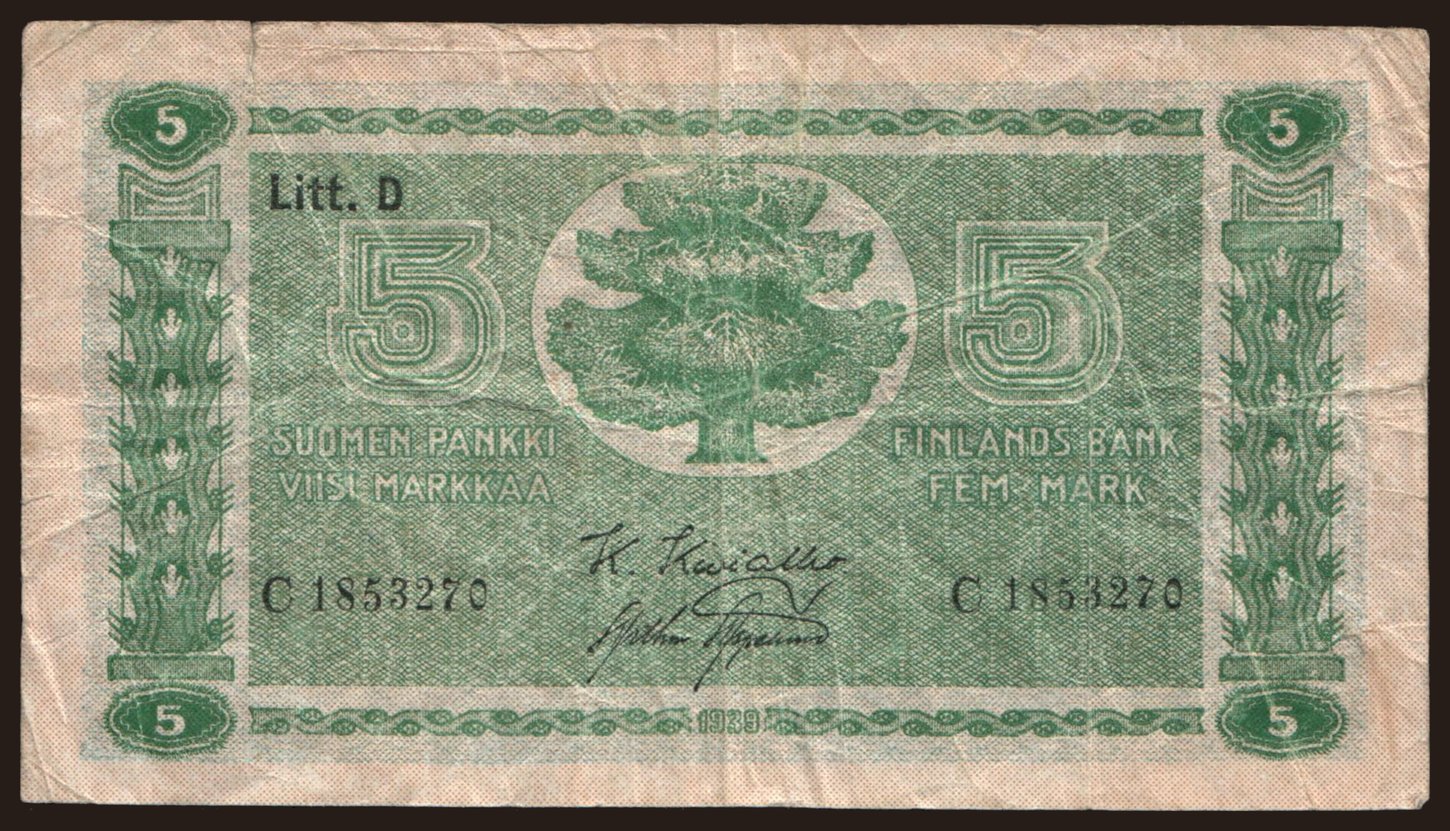 5 5
Litt. D
5 5
SUOMEN PANKKI FINLANDS BANK
VIISI MARKKAA FEM MARK
C 1853270 C 1853270
5 1939 5